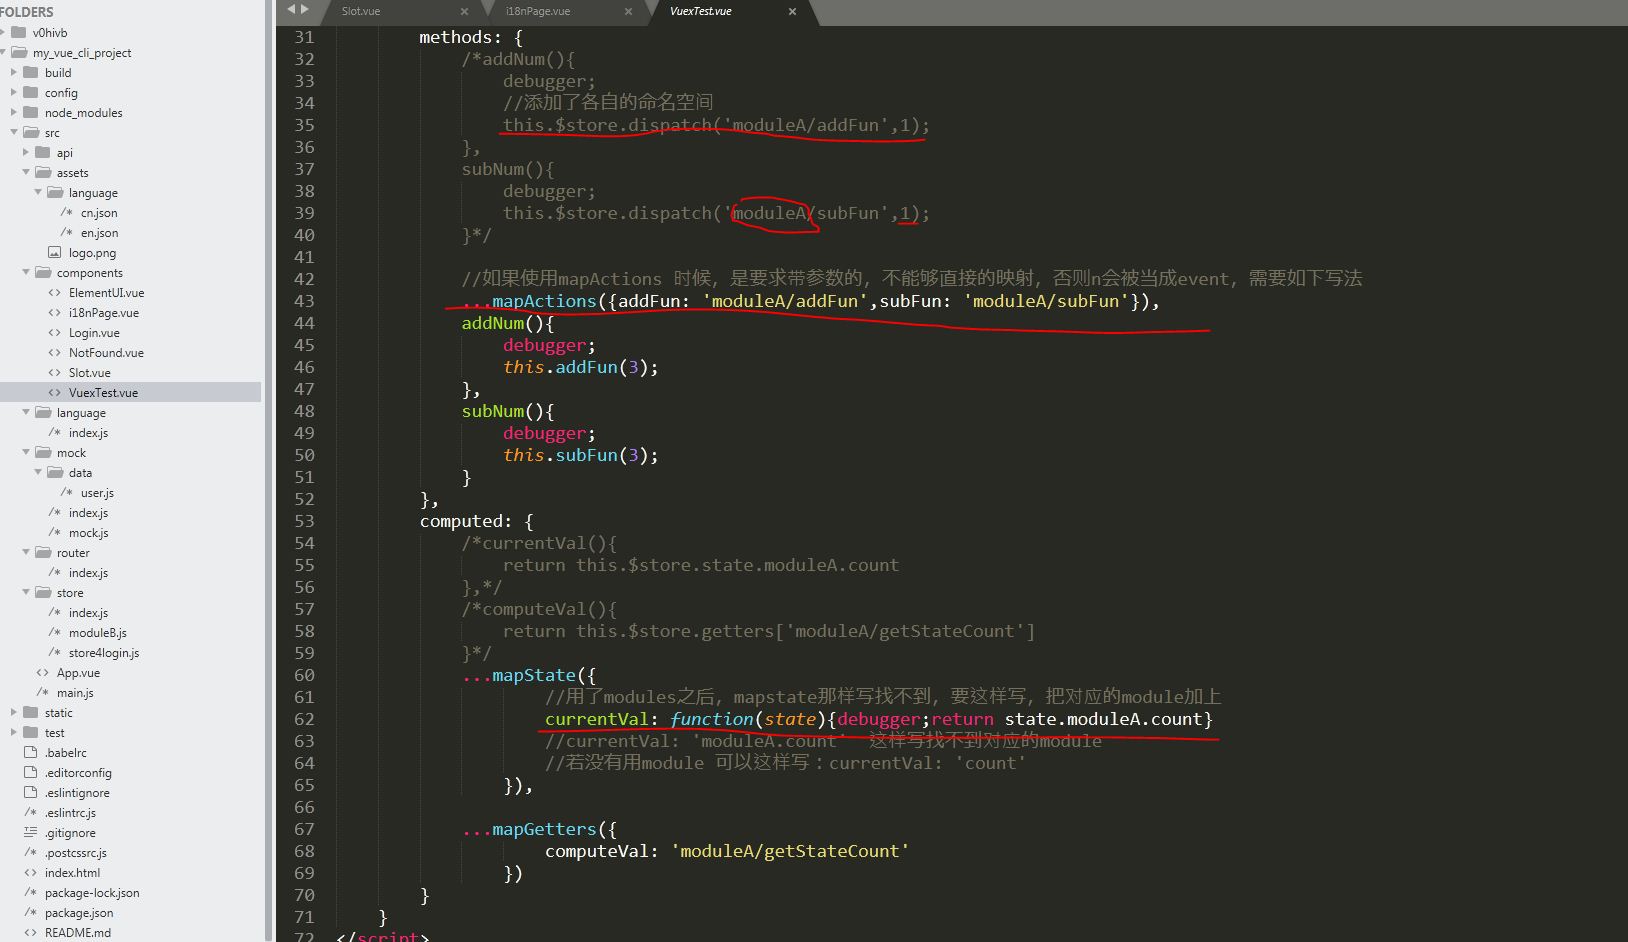 FOLDERS
v0hivb
my_vue_cli_project
build
config
node_modules
src
api
assets
language
cn.json
en.json
logo.png
components
ElementUI.vue
i18nPage.vue
Login.vue
NotFound.vue
Slot.vue
VuexTest.vue
language
index.js
mock
data
user.js
index.js
mock.js
router
index.js
store
index.js
moduleB.js
store4login.js
App.vue
main.js
static
test
.babelrc
.editorconfig
.eslintignore
.eslintrc.js
.gitignore
.postcssrc.js
index.html
package-lock.json
package.json
README.md
Slot.vue
i18nPage.vue
VuexTest.vue
31 methods: {
32 /*addNum(){
33 debugger;
34 //添加了各自的命名空间
35 this.$store.dispatch('moduleA/addFun',1);
36 },
37 subNum(){
38 debugger;
39 this.$store.dispatch('moduleA/subFun',1);
40 }*/
41
42 //如果使用mapActions 时候，是要求带参数的，不能够直接的映射，否则n会被当成event，需要如下写法
43 ...mapActions({addFun: 'moduleA/addFun',subFun: 'moduleA/subFun'}),
44 addNum(){
45 debugger;
46 this.addFun(3);
47 },
48 subNum(){
49 debugger;
50 this.subFun(3);
51 }
52 },
53 computed: {
54 /*currentVal(){
55 return this.$store.state.moduleA.count
56 },*/
57 /*computeVal(){
58 return this.$store.getters['moduleA/getStateCount']
59 }*/
60 ...mapState({
61 //用了modules之后，mapstate那样写找不到，要这样写，把对应的module加上
62 currentVal: function(state){debugger;return state.moduleA.count}
63 //currentVal: 'moduleA.count' 这样写找不到对应的module
64 //若没有用module 可以这样写：currentVal: 'count'
65 }),
66
67 ...mapGetters({
68 computeVal: 'moduleA/getStateCount'
69 })
70 }
71 }
72 </script>